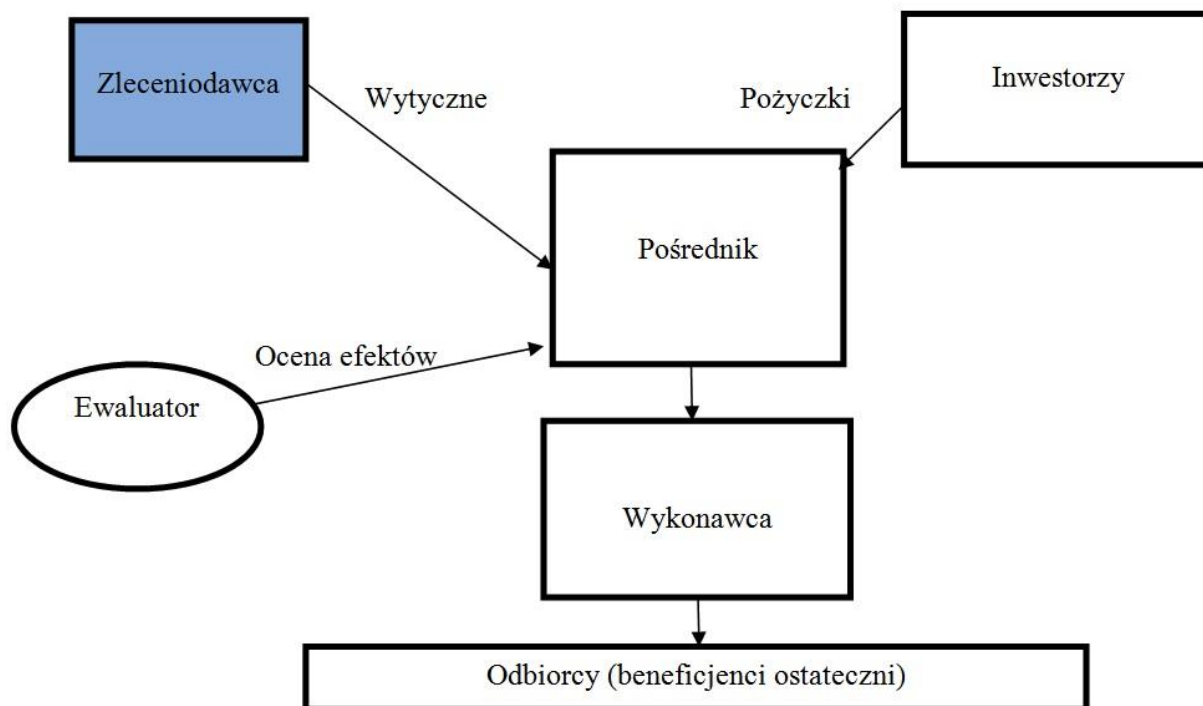 Zleceniodawca
Inwestorzy
Wytyczne
Pożyczki
Pośrednik
Ocena efektów
Ewaluator
Wykonawca
Odbiorcy (beneficjenci ostateczni)